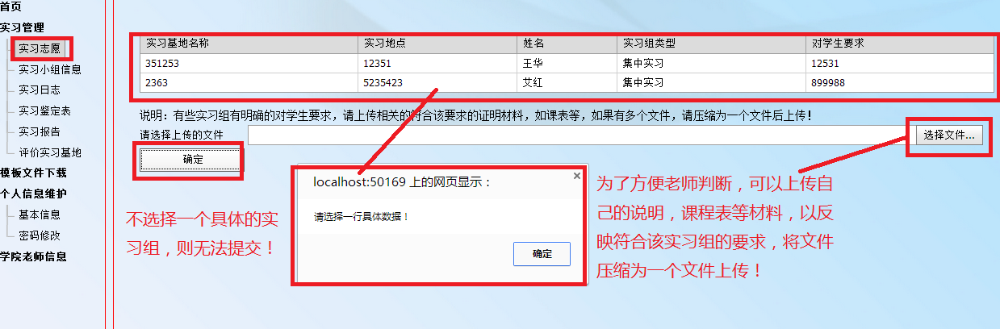 首页
实习管理
实习志愿
实习小组信息
实习日志
实习鉴定表
实习报告
评价实习基地
模板文件下载
个人信息维护
基本信息
密码修改
学院老师信息
实习基地名称 实习地点 姓名 实习组类型 对学生要求
351253 12351 王华 集中实习 12531
2363 5235423 艾红 集中实习 899988
说明：有些实习组有明确的对学生要求，请上传相关的符合该要求的证明材料，如课表等，如果有多个文件，请压缩为一个文件后上传！
请选择上传的文件 选择文件...
确定
localhost:50169 上的网页显示：
×
请选择一行具体数据！
确定
不选择一个具体的实
习组，则无法提交！
为了方便老师判断，可以上传自
己的说明，课程表等材料，以反
映符合该实习组的要求，将文件
压缩为一个文件上传！